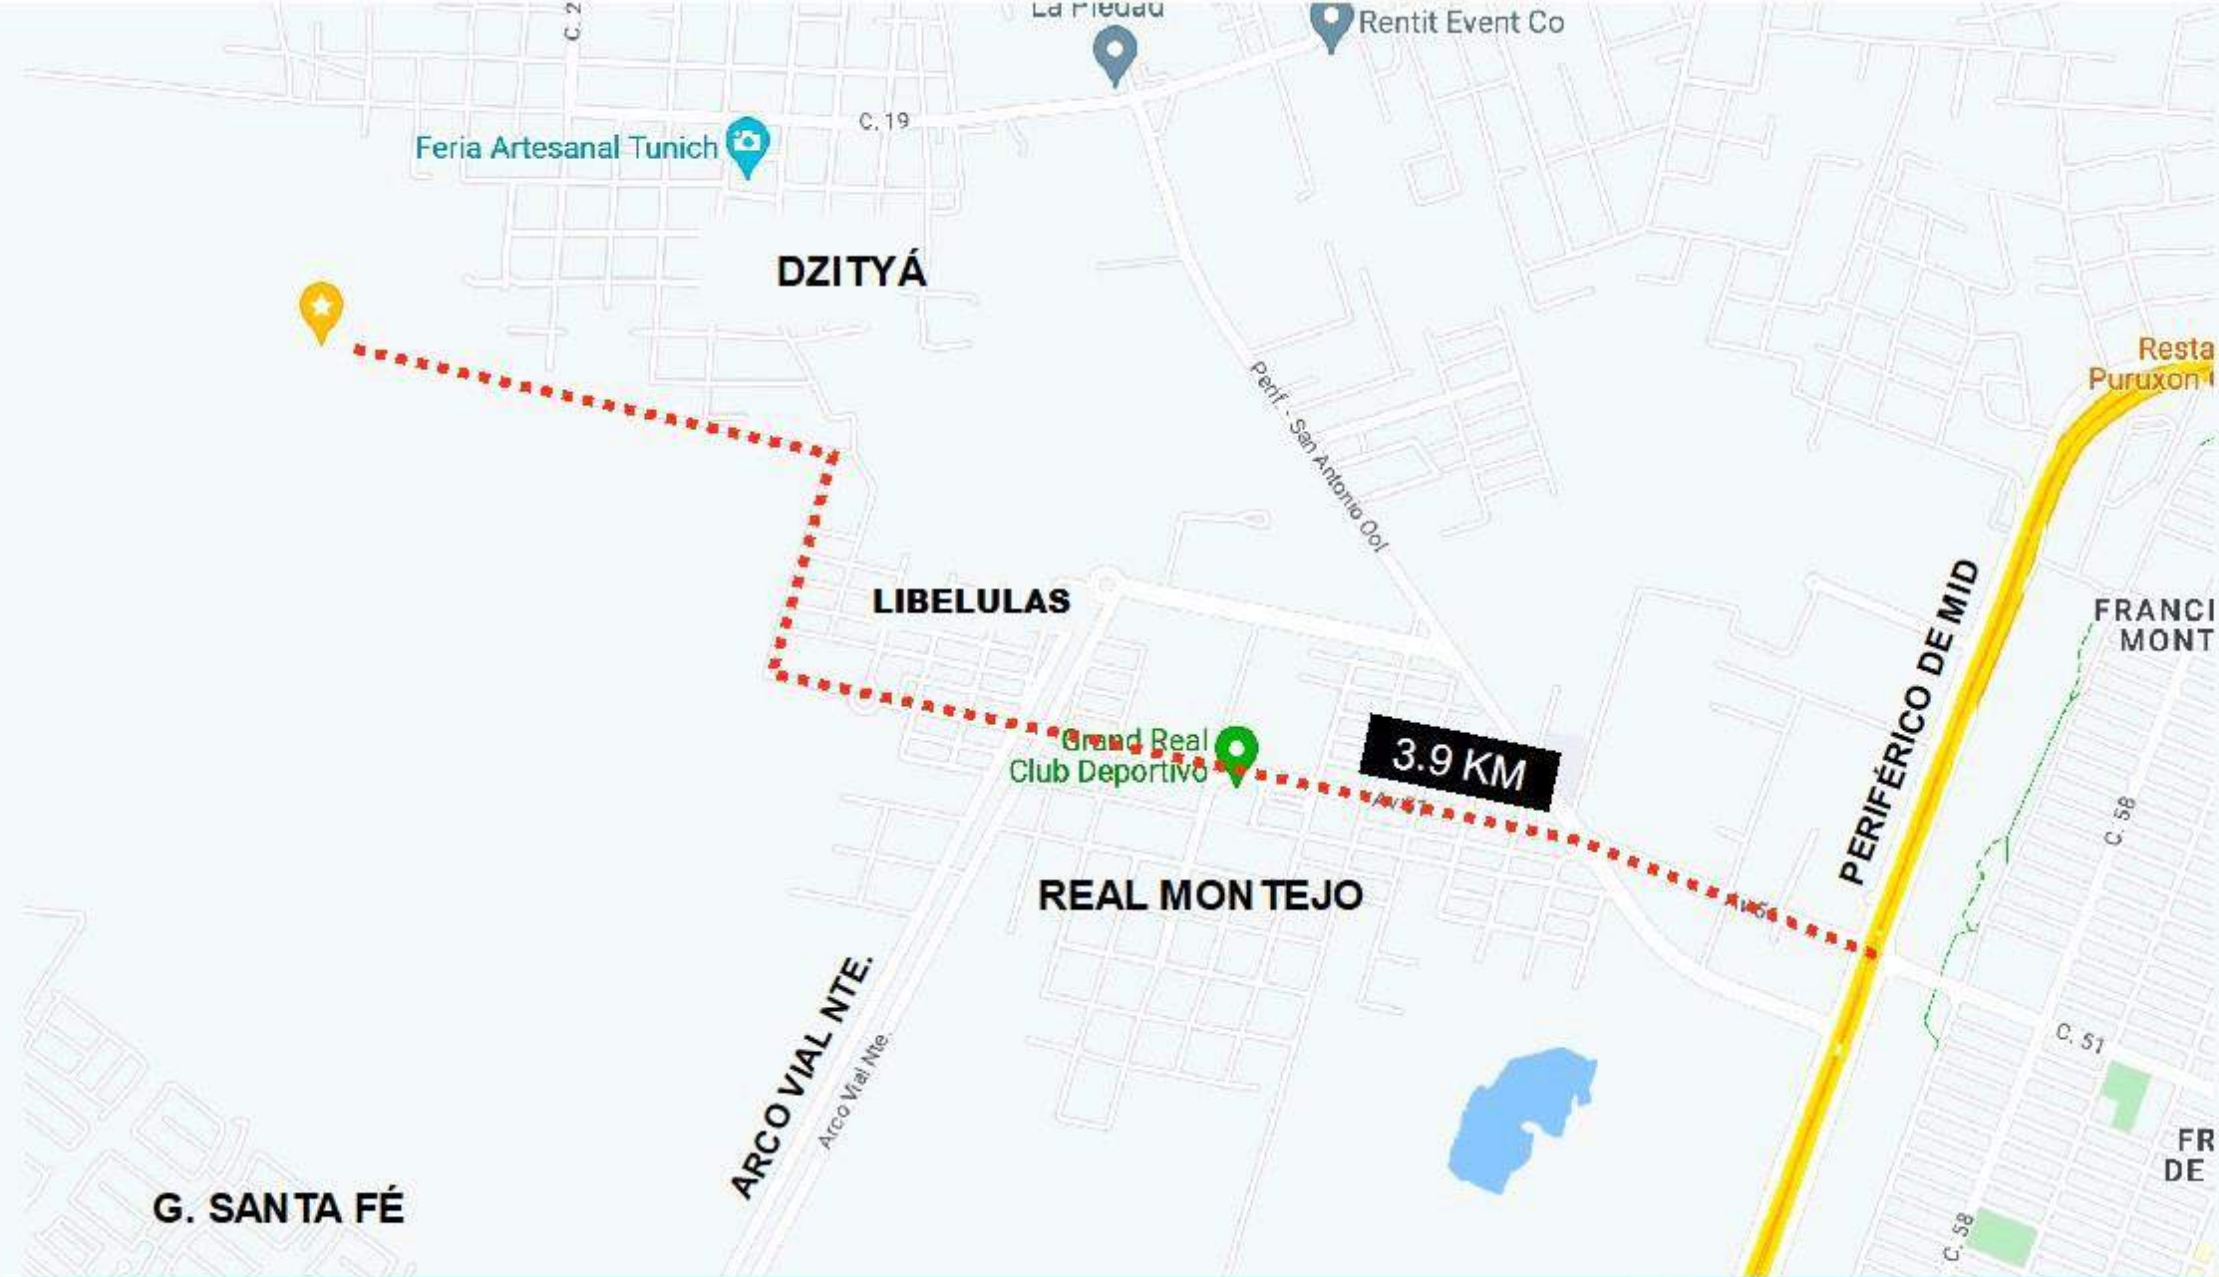 C. 2
La Piedad
Rentit Event Co
C. 19
Feria Artesanal Tunich
DZITYÁ
Resta
Puruxon
Perif. - San Antonio Ool
PERIFÉRICO DE MID
FRANCI
MONT
LIBELULAS
Grand Real
Club Deportivo
3.9 KM
C. 58
REAL MONTEJO
ARCO VIAL NTE.
Arco Vial Nte.
C. 51
FR
DE
G. SANTA FÉ
C. 58